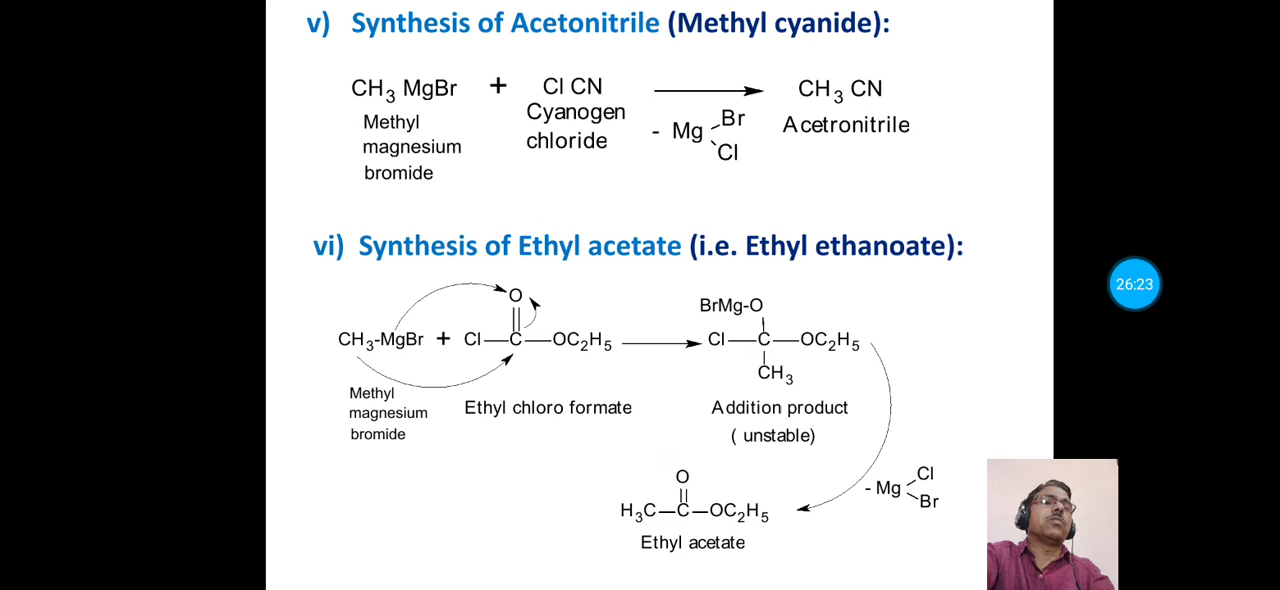 v) Synthesis of Acetonitrile (Methyl cyanide):
CH3 MgBr + Cl CN CH3 CN
Methyl magnesium bromide
Cyanogen chloride
- Mg Br Cl
Acetronitrile
vi) Synthesis of Ethyl acetate (i.e. Ethyl ethanoate):
O
BrMg-O
CH3-MgBr + Cl—C—OC2H5 Cl—C—OC2H5
CH3
Methyl magnesium bromide
Ethyl chloro formate
Addition product
( unstable)
- Mg Cl Br
O
H3C—C—OC2H5
Ethyl acetate
26:23